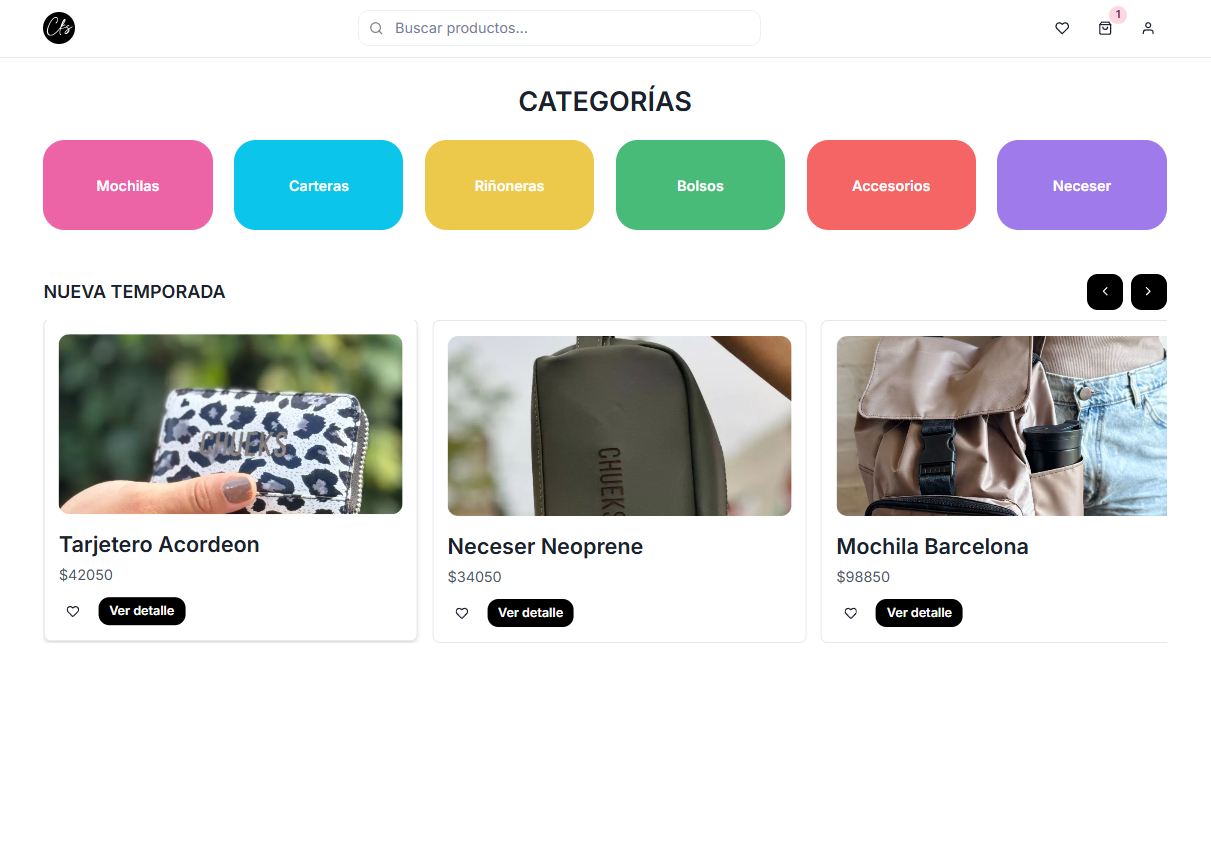 Cks
Buscar productos...
1
CATEGORÍAS
Mochilas
Carteras
Riñoneras
Bolsos
Accesorios
Neceser
NUEVA TEMPORADA
CHUEKS
CHUEKS
Tarjetero Acordeon
$42050
Ver detalle
Neceser Neoprene
$34050
Ver detalle
Mochila Barcelona
$98850
Ver detalle